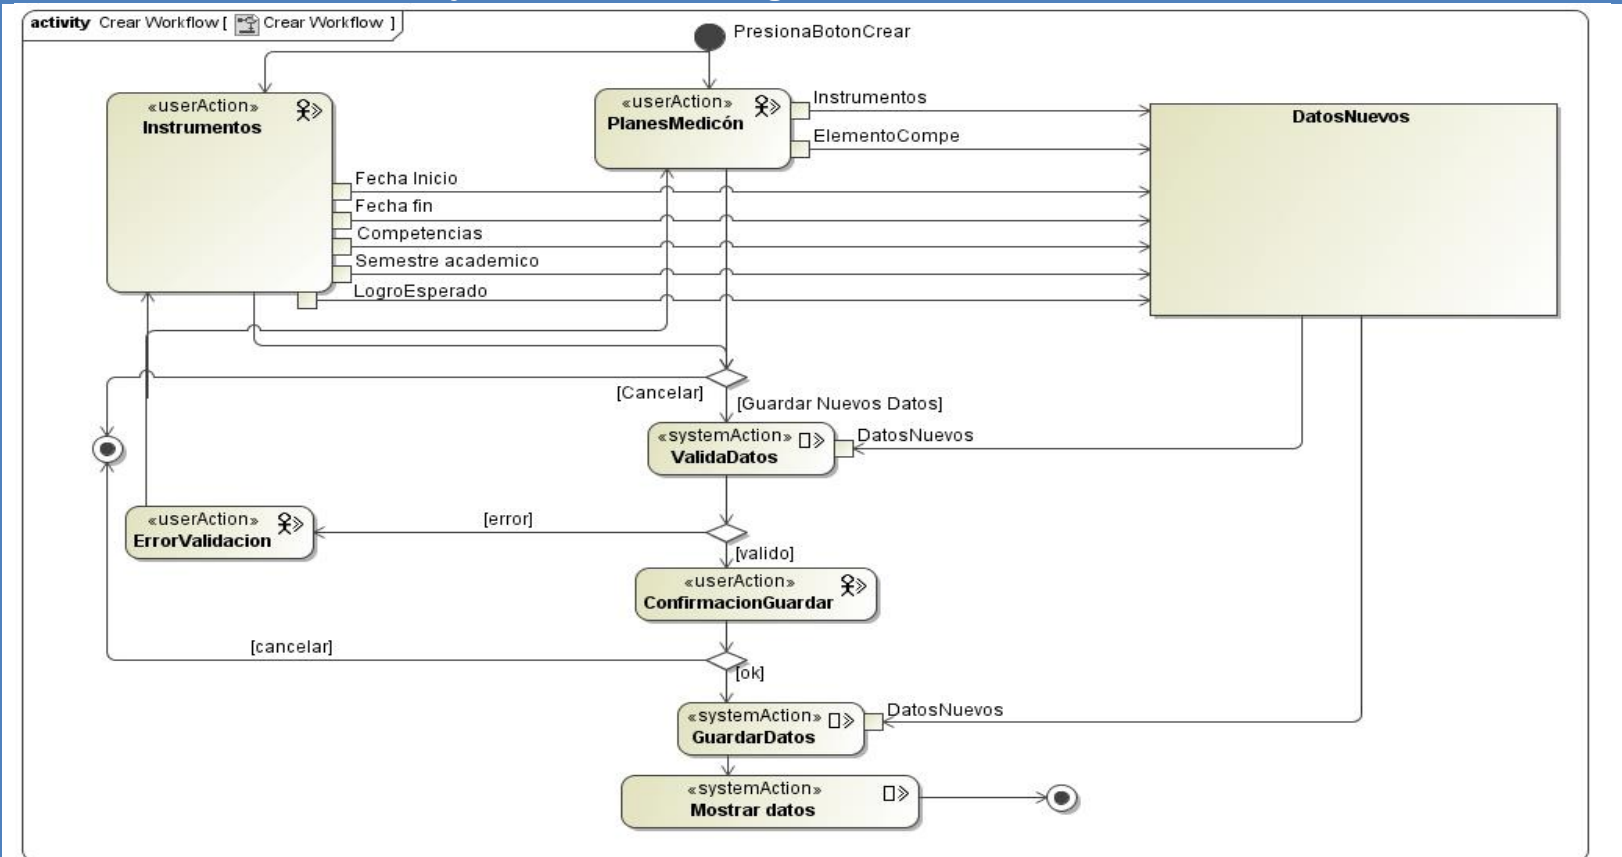 activity Crear Workflow [ Crear Workflow ]
PresionaBotonCrear
«userAction»
Instrumentos
«userAction»
PlanesMedicón
Instrumentos
ElementoCompe
DatosNuevos
Fecha Inicio
Fecha fin
Competencias
Semestre academico
LogroEsperado
[Cancelar]
[Guardar Nuevos Datos]
«systemAction»
ValidaDatos
DatosNuevos
«userAction»
ErrorValidacion
[error]
[valido]
«userAction»
ConfirmacionGuardar
[cancelar]
[ok]
«systemAction»
GuardarDatos
DatosNuevos
«systemAction»
Mostrar datos